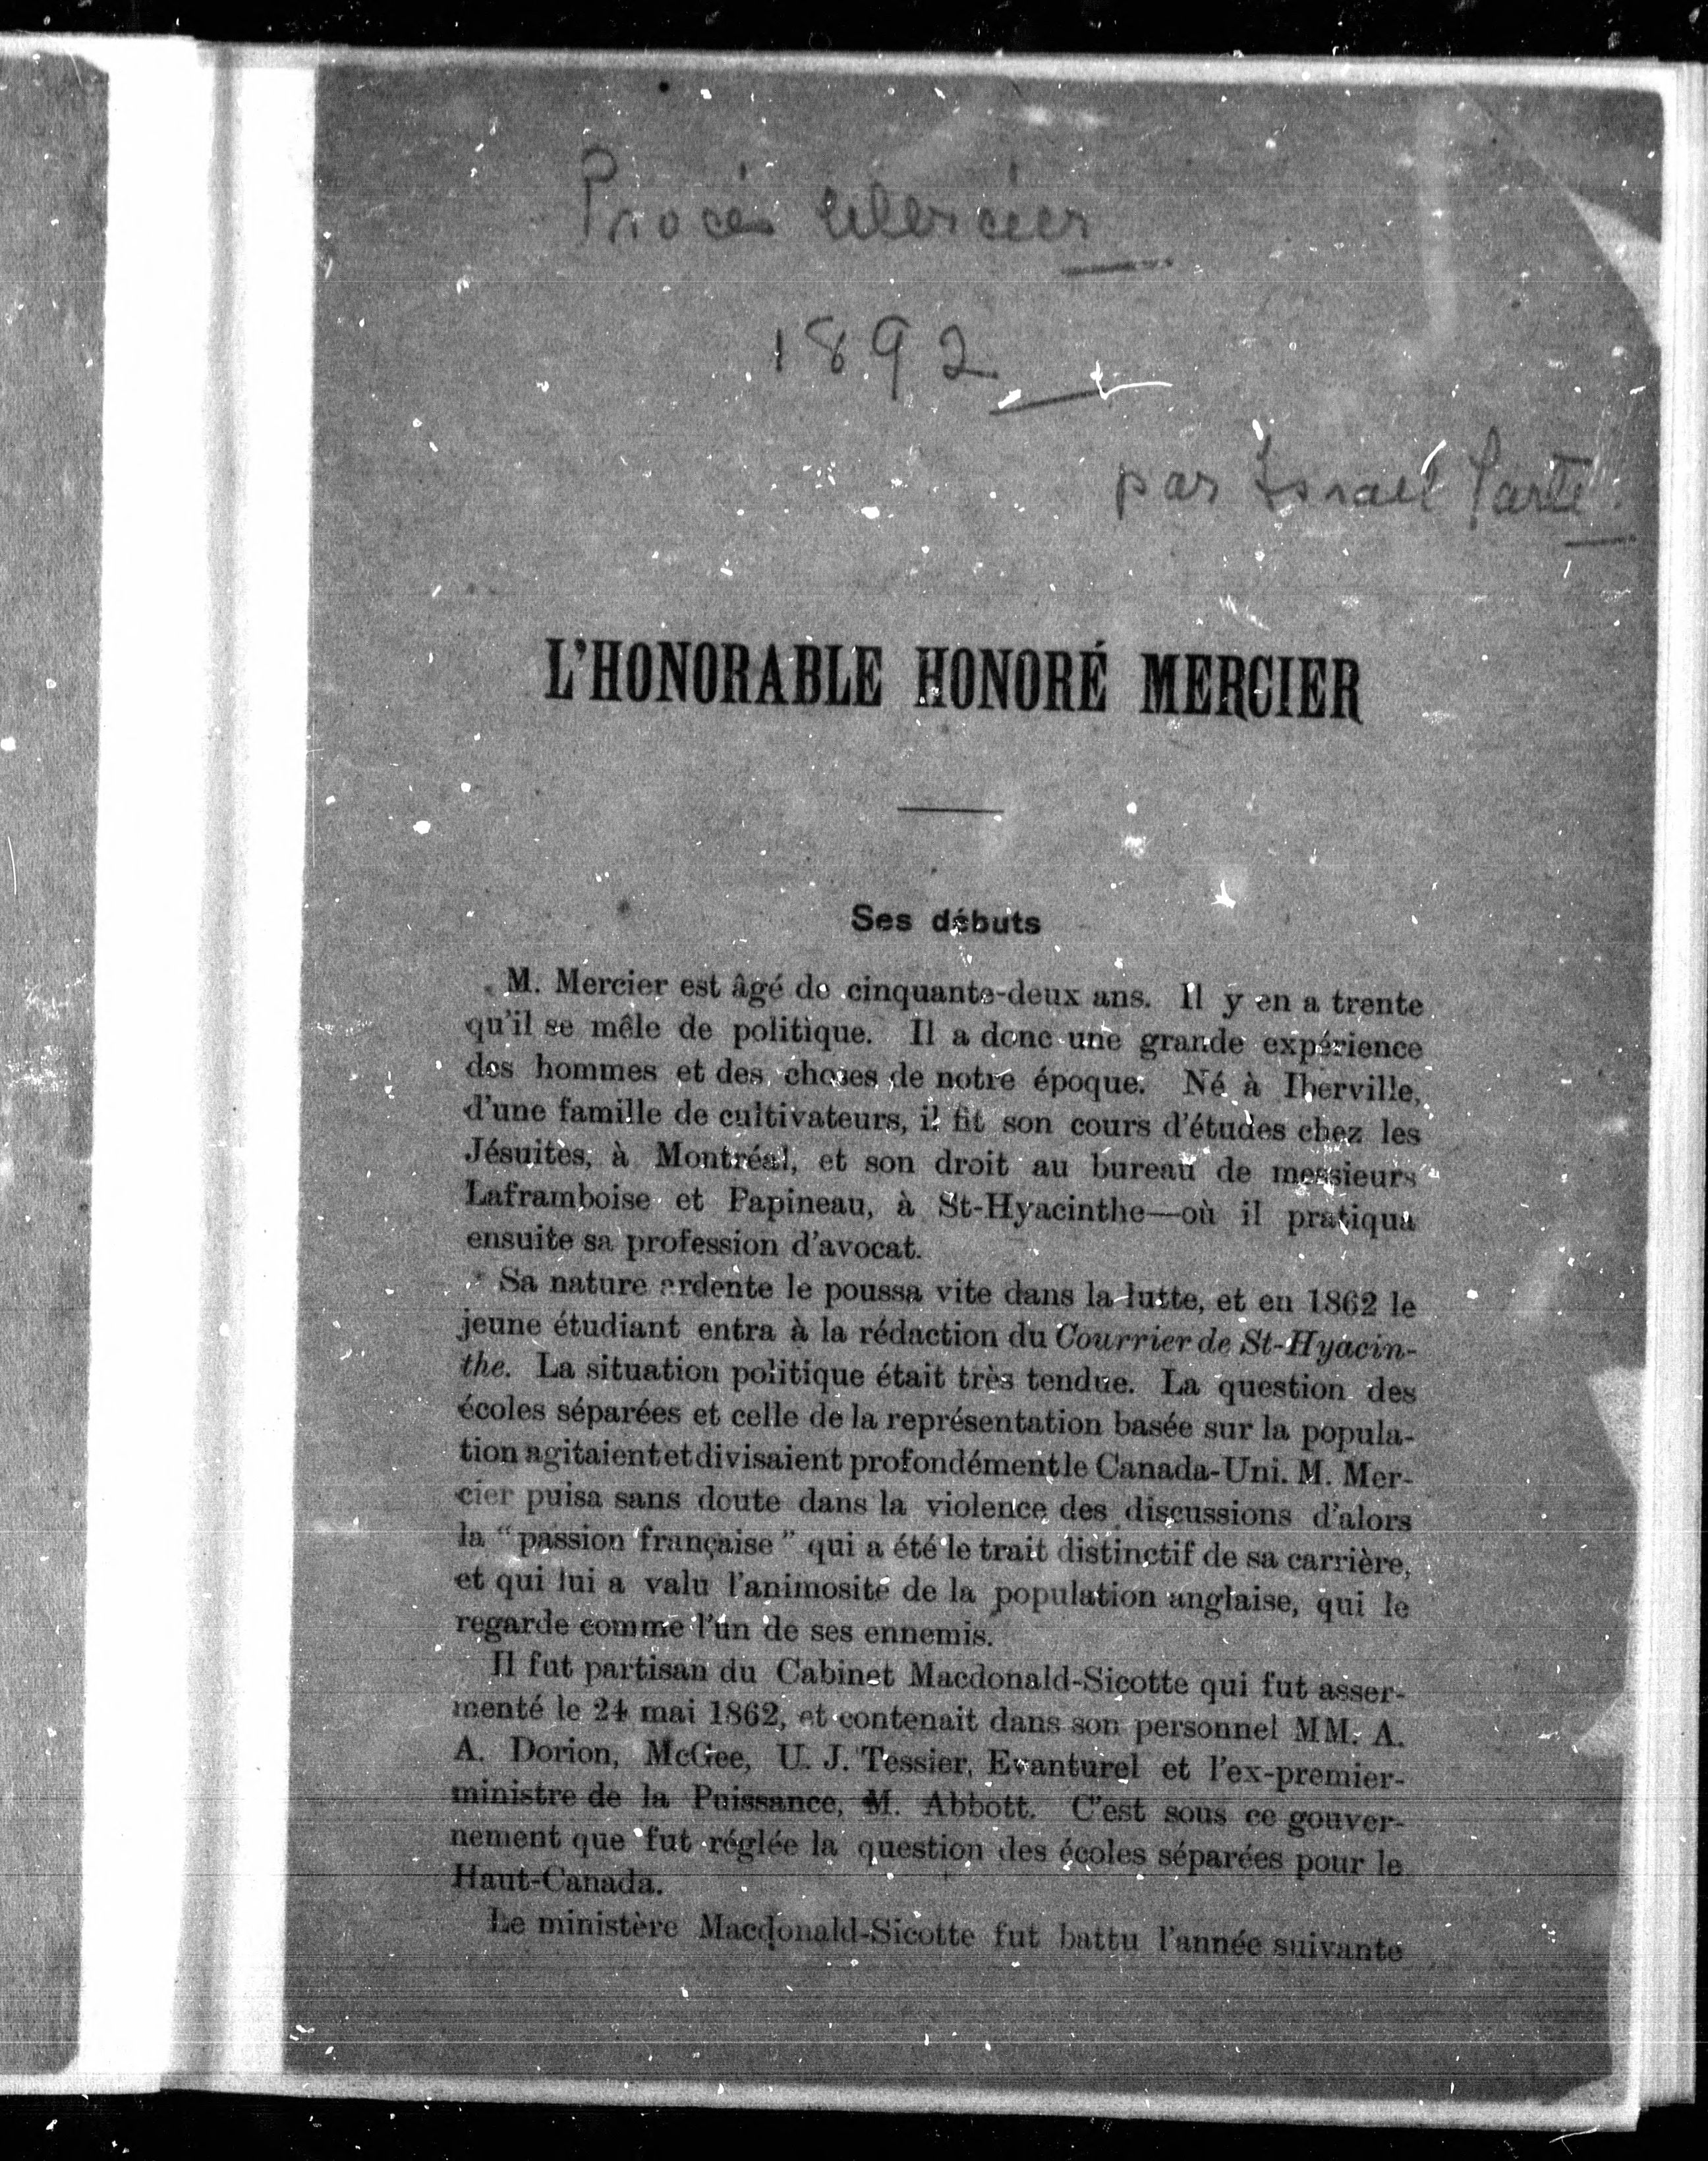 Procès Mercier
1892
par Israel Tarte.
L'HONORABLE HONORÉ MERCIER
Ses débuts
M. Mercier est âgé de cinquante-deux ans. Il y en a trente
qu'il se mêle de politique. Il a donc une grande expérience
des hommes et des choses de notre époque. Né à Iberville,
d'une famille de cultivateurs, il fit son cours d'études chez les
Jésuites, à Montréal, et son droit au bureau de messieurs
Laframboise et Papineau, à St-Hyacinthe—où il pratiqua
ensuite sa profession d'avocat.
Sa nature ardente le poussa vite dans la lutte, et en 1862 le
jeune étudiant entra à la rédaction du Courrier de St-Hyacin-
the. La situation politique était très tendue. La question des
écoles séparées et celle de la représentation basée sur la popula-
tion agitaient et divisaient profondément le Canada-Uni. M. Mer-
cier puisa sans doute dans la violence des discussions d'alors
la "passion française" qui a été le trait distinctif de sa carrière,
et qui lui a valu l'animosité de la population anglaise, qui le
regarde comme l'un de ses ennemis.
Il fut partisan du Cabinet Macdonald-Sicotte qui fut asser-
menté le 24 mai 1862, et contenait dans son personnel MM. A.
A. Dorion, McGee, U. J. Tessier, Evanturel et l'ex-premier-
ministre de la Puissance, M. Abbott. C'est sous ce gouver-
nement que fut réglée la question des écoles séparées pour le
Haut-Canada.
Le ministère Macdonald-Sicotte fut battu l'année suivante